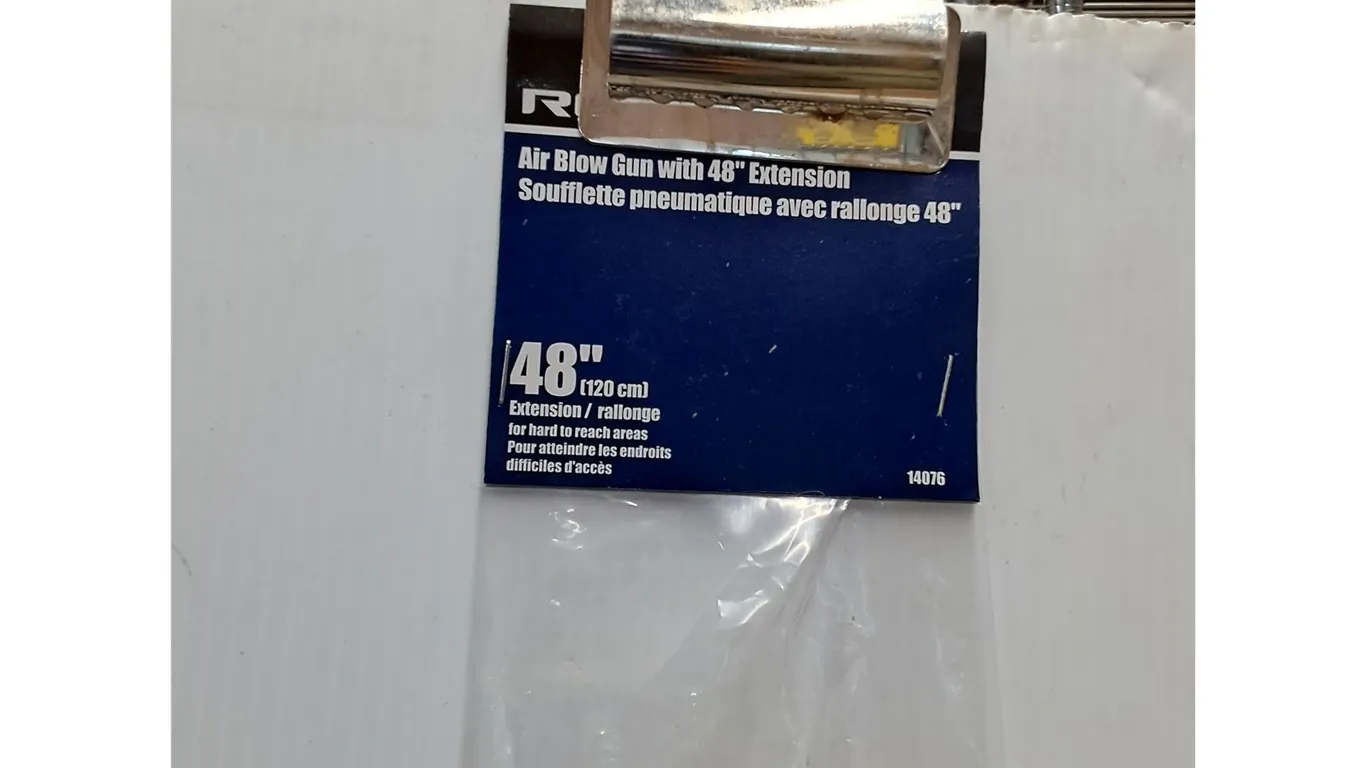 Air Blow Gun with 48" Extension
Soufflette pneumatique avec rallonge 48"
48" (120 cm)
Extension / rallonge
for hard to reach areas
Pour atteindre les endroits
difficiles d'accès
14076